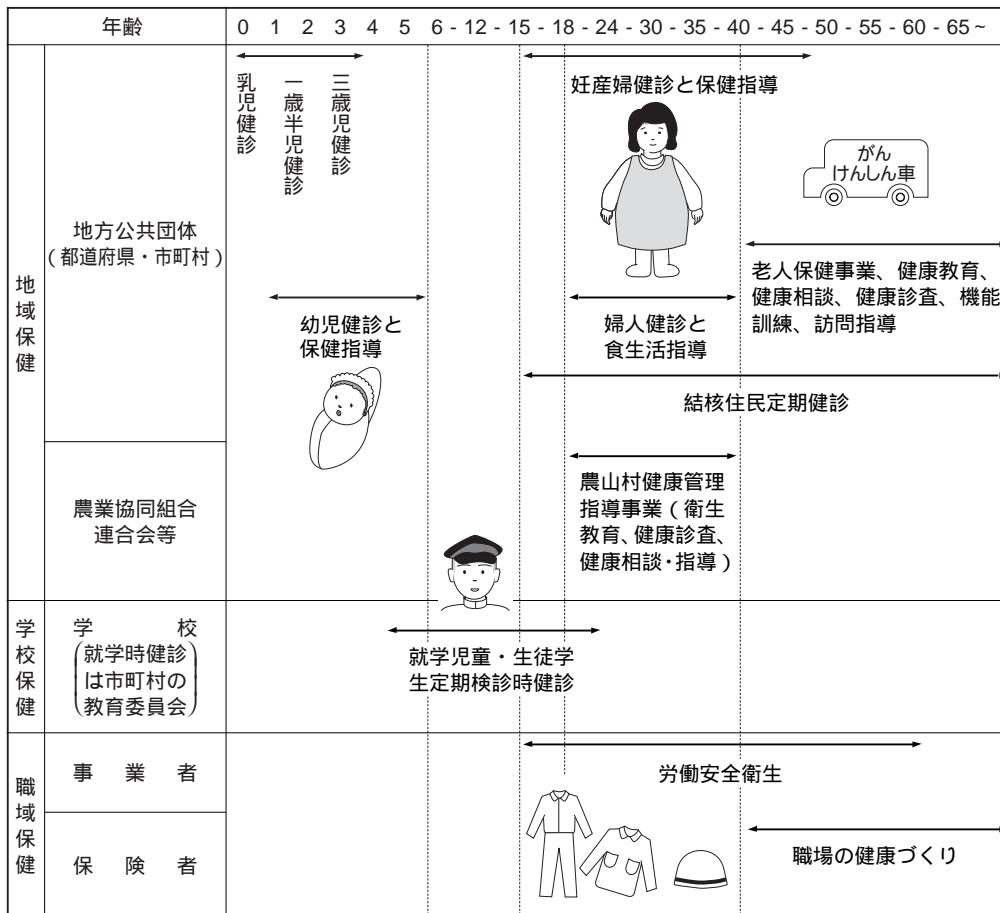 年齢
0 1 2 3 4 5 6 - 12 - 15 - 18 - 24 - 30 - 35 - 40 - 45 - 50 - 55 - 60 - 65 ~
地域保健
地方公共団体
(都道府県・市町村)
乳児健診
一歳半児健診
三歳児健診
妊産婦健診と保健指導
がん
けんしん車
老人保健事業、健康教育、
健康相談、健康診査、機能
訓練、訪問指導
幼児健診と
保健指導
婦人健診と
食生活指導
結核住民定期健診
農業協同組合
連合会等
農山村健康管理
指導事業(衛生
教育、健康診査、
健康相談・指導)
学校保健
学校
(就学時健診
は市町村の
教育委員会)
就学児童・生徒学
生定期検診時健診
職域保健
事業者
労働安全衛生
保険者
職場の健康づくり